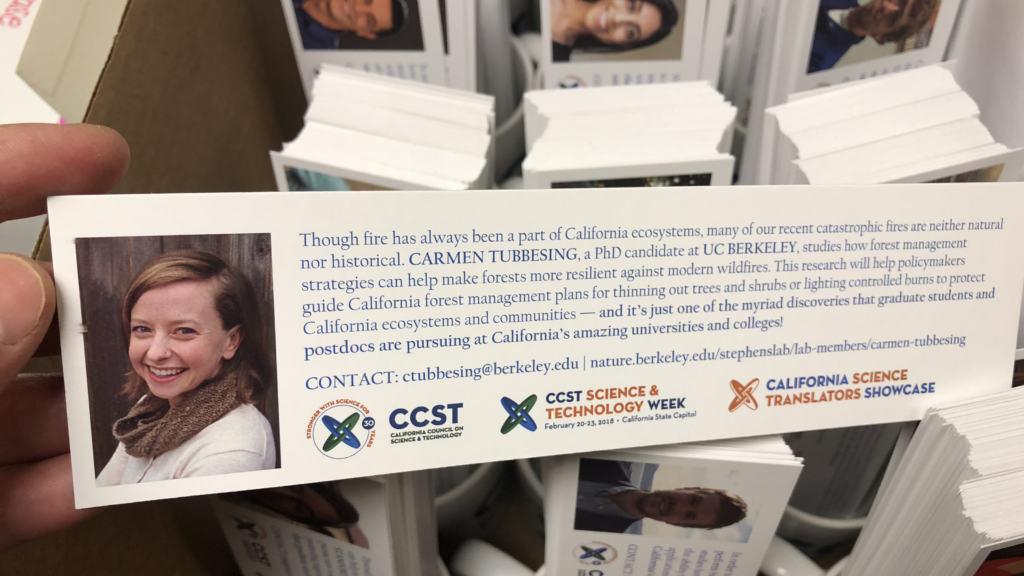 Though fire has always been a part of California ecosystems, many of our recent catastrophic fires are neither natural
nor historical. CARMEN TUBBESING, a PhD candidate at UC BERKELEY, studies how forest management
strategies can help make forests more resilient against modern wildfires. This research will help policymakers
guide California forest management plans for thinning out trees and shrubs or lighting controlled burns to protect
California ecosystems and communities — and it's just one of the myriad discoveries that graduate students and
postdocs are pursuing at California's amazing universities and colleges!
CONTACT: ctubbesing@berkeley.edu | nature.berkeley.edu/stephenslab/lab-members/carmen-tubbesing
STRONGER WITH SCIENCE FOR
30
YEARS
CCST
CALIFORNIA COUNCIL ON
SCIENCE & TECHNOLOGY
CCST SCIENCE &
TECHNOLOGY WEEK
February 20-23, 2018 • California State Capitol
CALIFORNIA SCIENCE
TRANSLATORS SHOWCASE